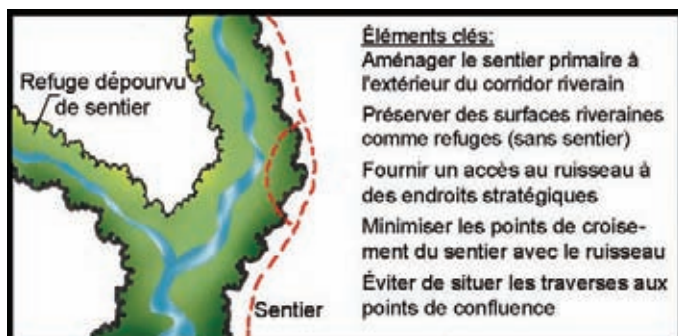 Refuge dépourvu
de sentier
Sentier
Éléments clés:
Aménager le sentier primaire à
l'extérieur du corridor riverain
Préserver des surfaces riveraines
comme refuges (sans sentier)
Fournir un accès au ruisseau à
des endroits stratégiques
Minimiser les points de croise-
ment du sentier avec le ruisseau
Éviter de situer les traverses aux
points de confluence